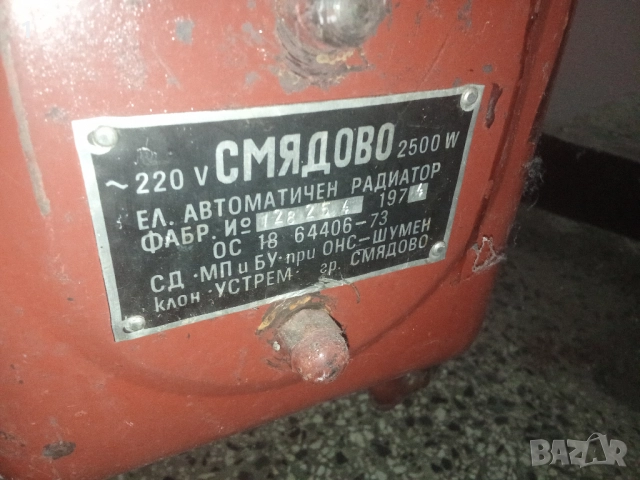 СМЯДОВО
~ 220 V 2500 W
ЕЛ. АВТОМАТИЧЕН РАДИАТОР
ФАБР. № 128254 1974
ОС 18 64406-73
СД·МП и БУ·при ОНС-ШУМЕН
клон·УСТРЕМ· гр. СМЯДОВО
BAZAR